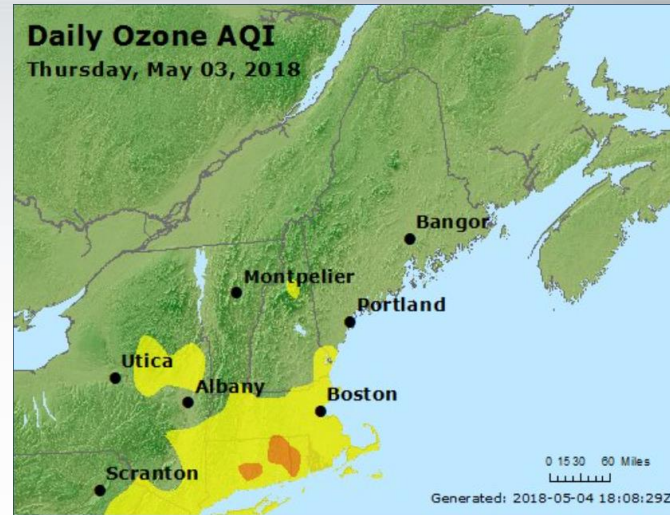 Daily Ozone AQI
Thursday, May 03, 2018
Bangor
Montpelier
Portland
Utica
Albany
Boston
Scranton
0 15 30 60 Miles
Generated: 2018-05-04 18:08:29Z